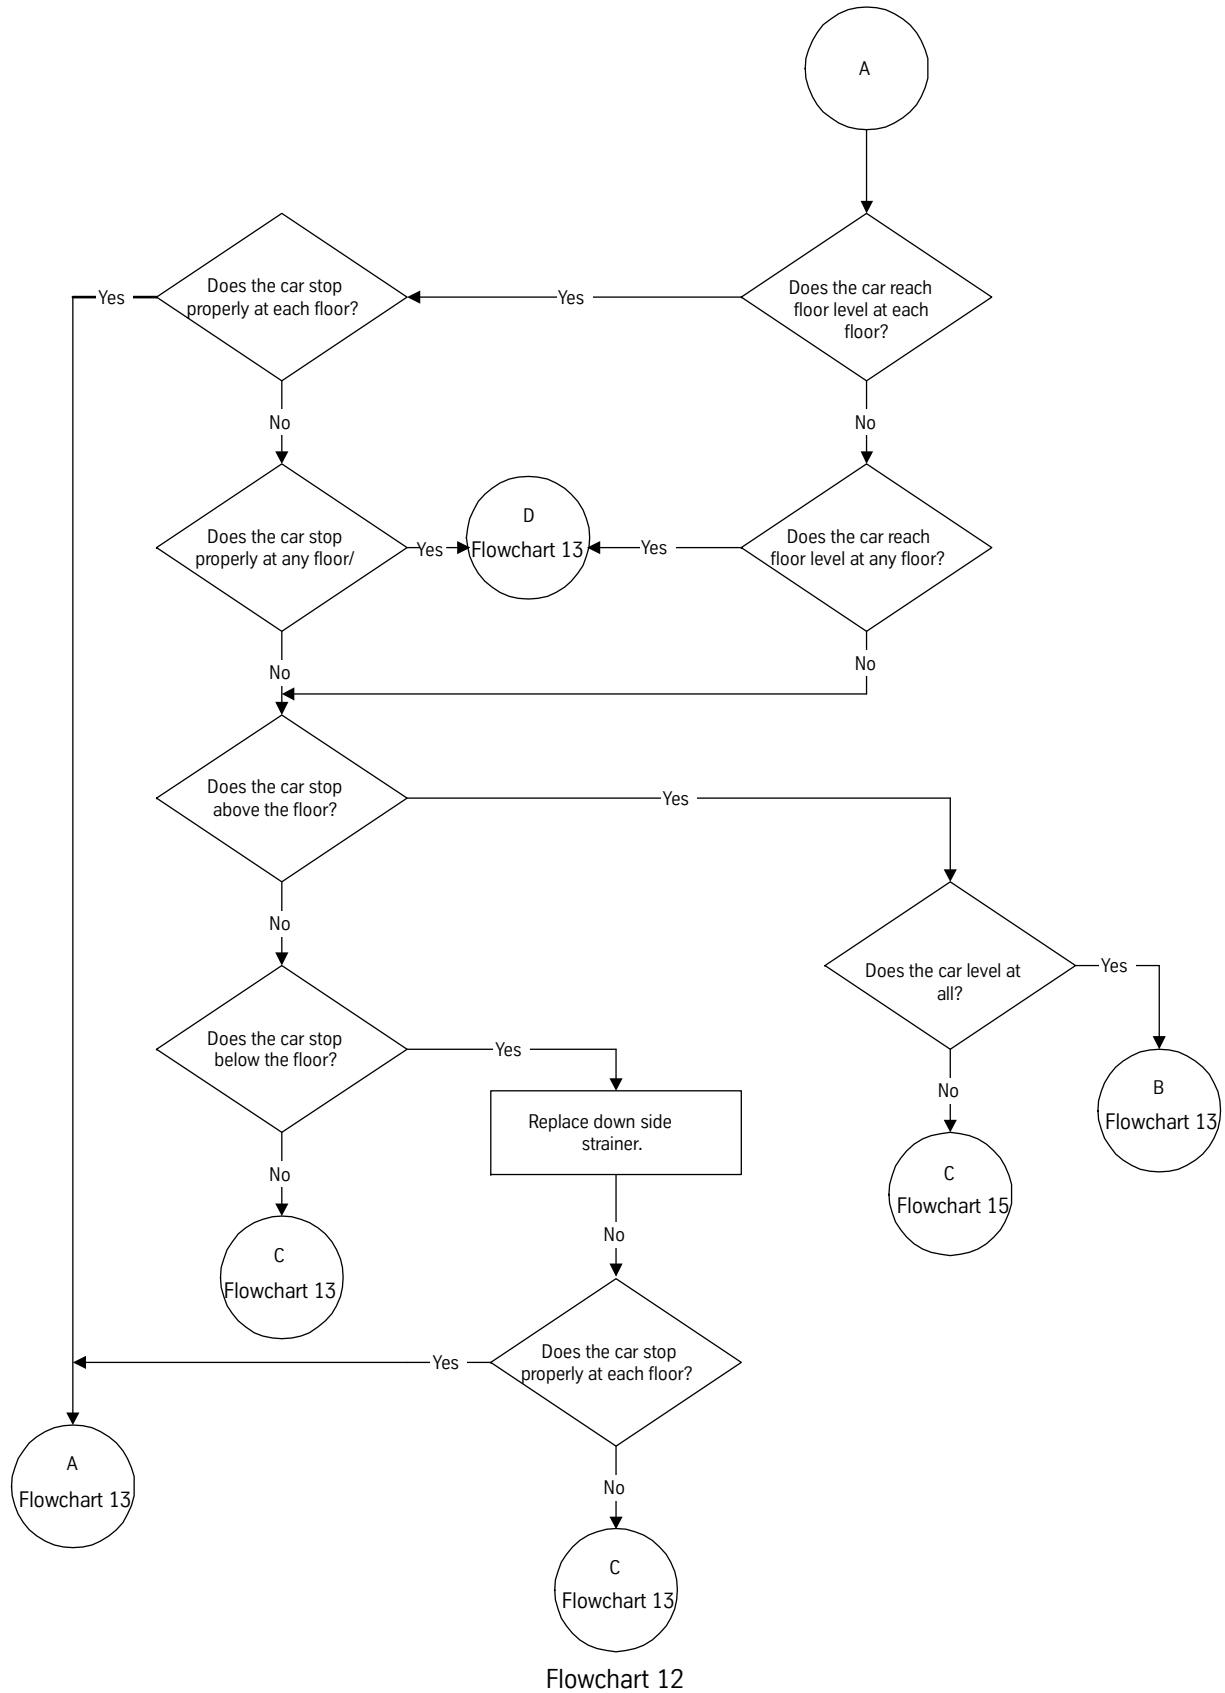 A
Does the car stop
properly at each floor?
Yes
Yes
Does the car reach
floor level at each
floor?
No
No
Does the car stop
properly at any floor/
Yes
D
Flowchart 13
Yes
Does the car reach
floor level at any floor?
No
No
Does the car stop
above the floor?
Yes
No
Does the car level at
all?
Yes
Does the car stop
below the floor?
Yes
No
B
Flowchart 13
Replace down side
strainer.
No
C
Flowchart 15
No
C
Flowchart 13
Does the car stop
properly at each floor?
Yes
A
Flowchart 13
No
C
Flowchart 13
Flowchart 12